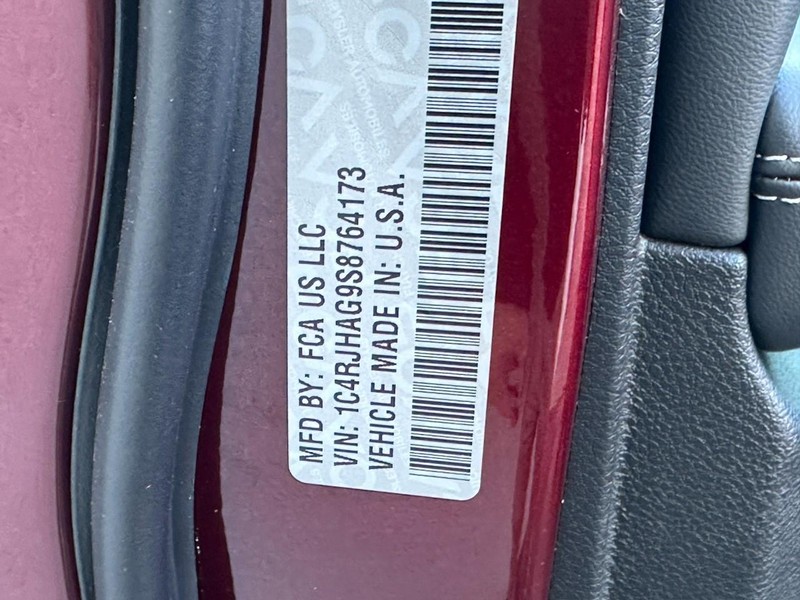 MFD BY: FCA US LLC
VIN: 1C4RJHAG9S8764173
VEHICLE MADE IN: U.S.A.